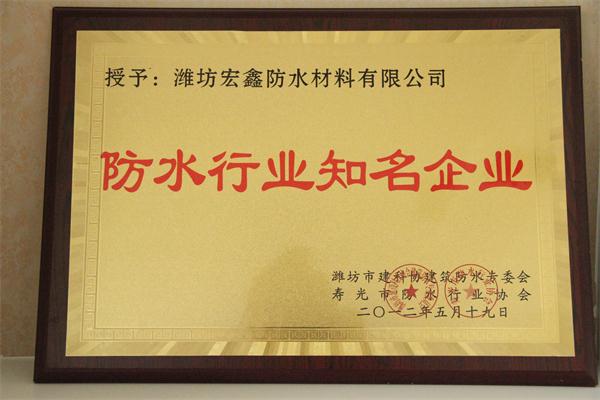 授予：潍坊宏鑫防水材料有限公司
防水行业知名企业
潍坊市建科协建筑防水专委会
寿光市防水行业协会
二〇一二年五月十九日